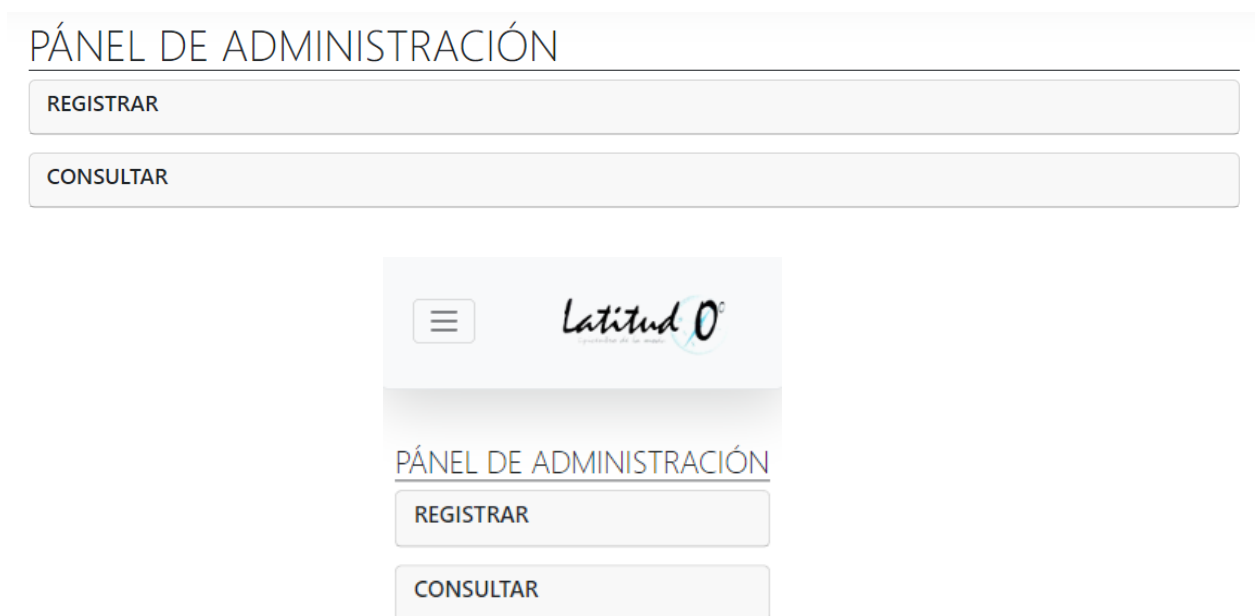 PÁNEL DE ADMINISTRACIÓN
REGISTRAR
CONSULTAR
Latitud 0°
PÁNEL DE ADMINISTRACIÓN
REGISTRAR
CONSULTAR